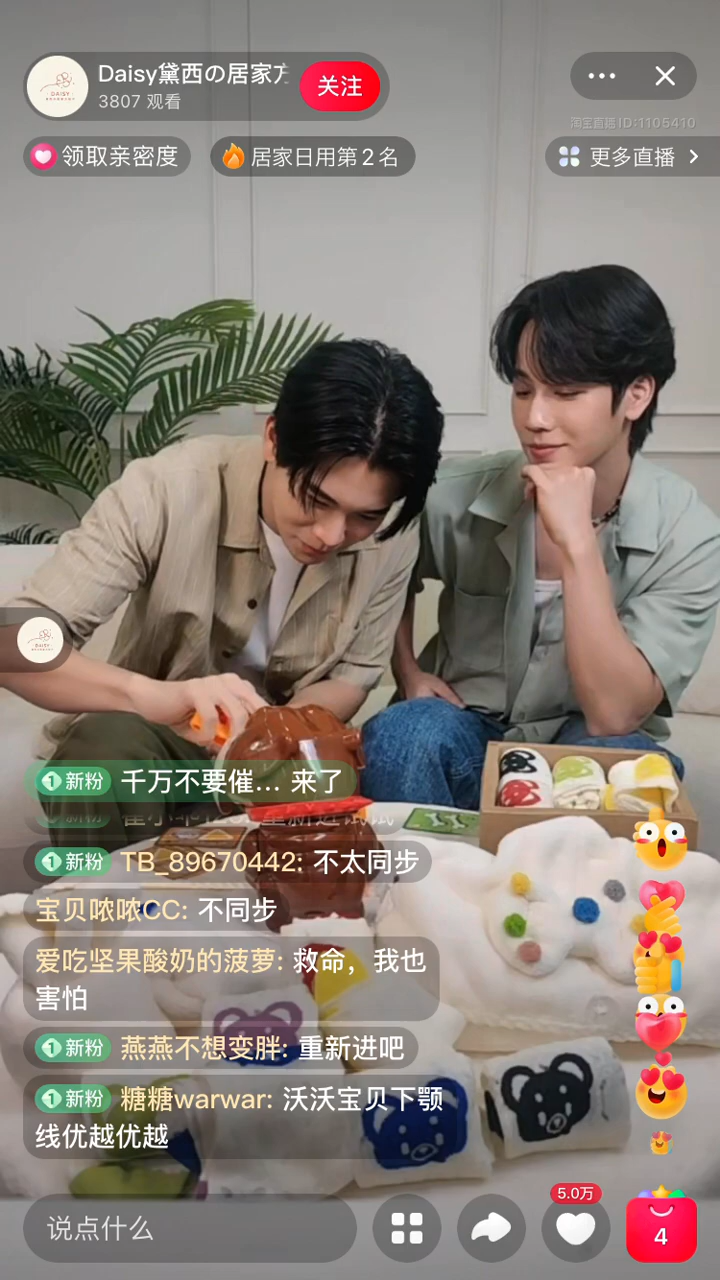 Daisy黛西の居家方
3807 观看
关注
淘宝直播 ID:1105410
领取亲密度
居家日用第2名
更多直播
DAISY
DAISY
新粉 千万不要催... 来了
新粉 TB_89670442: 不太同步
宝贝哝哝CC: 不同步
爱吃坚果酸奶的菠萝: 救命，我也
害怕
新粉 燕燕不想变胖: 重新进吧
新粉 糖糖warwar: 沃沃宝贝下颚
线优越优越
说点什么
5.0万
4